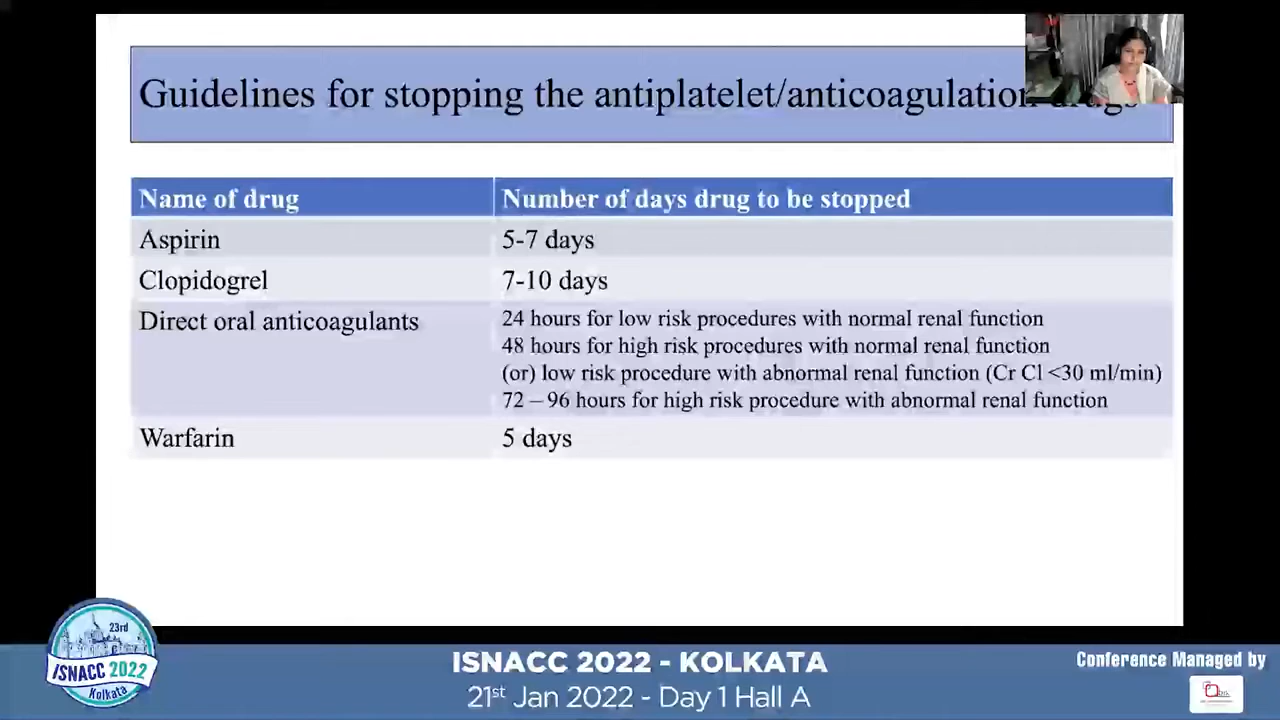 Guidelines for stopping the antiplatelet/anticoagulation drugs
Name of drug
Number of days drug to be stopped
Aspirin
5-7 days
Clopidogrel
7-10 days
Direct oral anticoagulants
24 hours for low risk procedures with normal renal function
48 hours for high risk procedures with normal renal function
(or) low risk procedure with abnormal renal function (Cr Cl <30 ml/min)
72 – 96 hours for high risk procedure with abnormal renal function
Warfarin
5 days
23rd
ISNACC 2022
Kolkata
ISNACC 2022 - KOLKATA
21st Jan 2022 - Day 1 Hall A
Conference Managed by